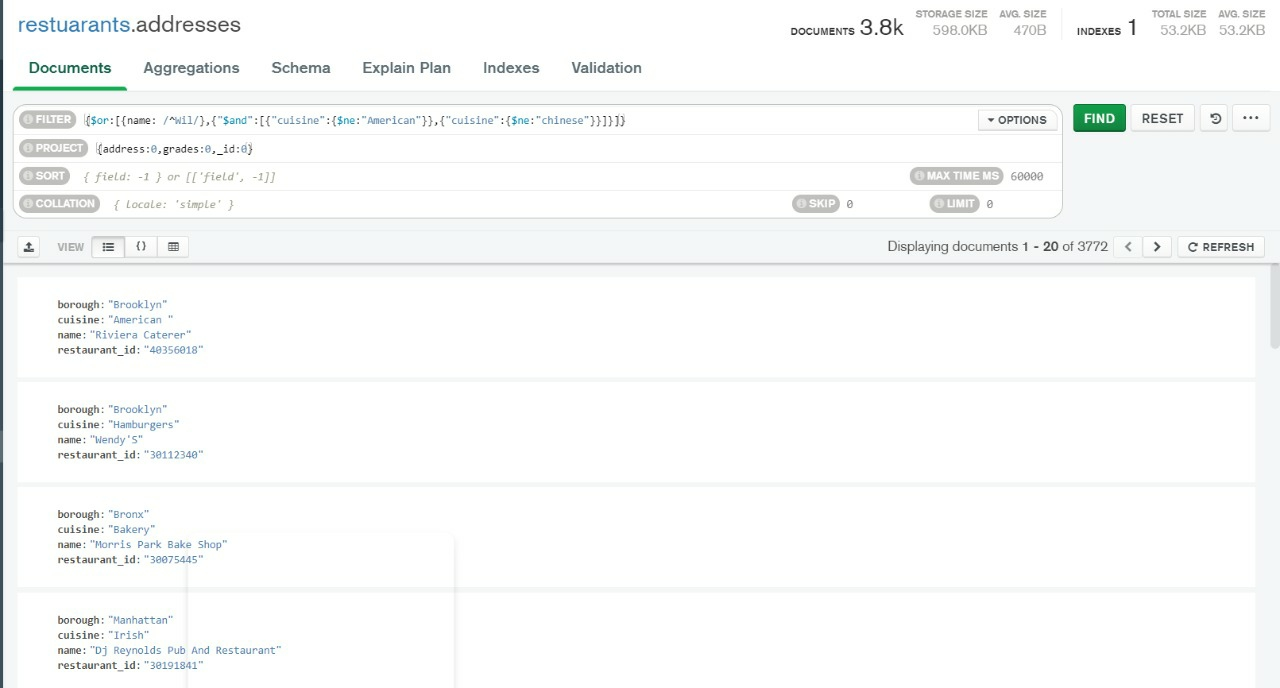 restuarants.addresses
DOCUMENTS 3.8k STORAGE SIZE 598.0KB AVG. SIZE 470B INDEXES 1 TOTAL SIZE 53.2KB AVG. SIZE 53.2KB
Documents Aggregations Schema Explain Plan Indexes Validation
FILTER {$or:[{name: /^Wil/},{"$and":[{"cuisine":{$ne:"American"}},{"cuisine":{$ne:"chinese"}}]}]} OPTIONS FIND RESET
PROJECT {address:0,grades:0,_id:0}
SORT { field: -1 } or [['field', -1]] MAX TIME MS 60000
COLLATION { locale: 'simple' } SKIP 0 LIMIT 0
VIEW {} Displaying documents 1 - 20 of 3772 < > REFRESH
borough: "Brooklyn"
cuisine: "American "
name: "Riviera Caterer"
restaurant_id: "40356018"
borough: "Brooklyn"
cuisine: "Hamburgers"
name: "Wendy'S"
restaurant_id: "30112340"
borough: "Bronx"
cuisine: "Bakery"
name: "Morris Park Bake Shop"
restaurant_id: "30075445"
borough: "Manhattan"
cuisine: "Irish"
name: "Dj Reynolds Pub And Restaurant"
restaurant_id: "30191841"